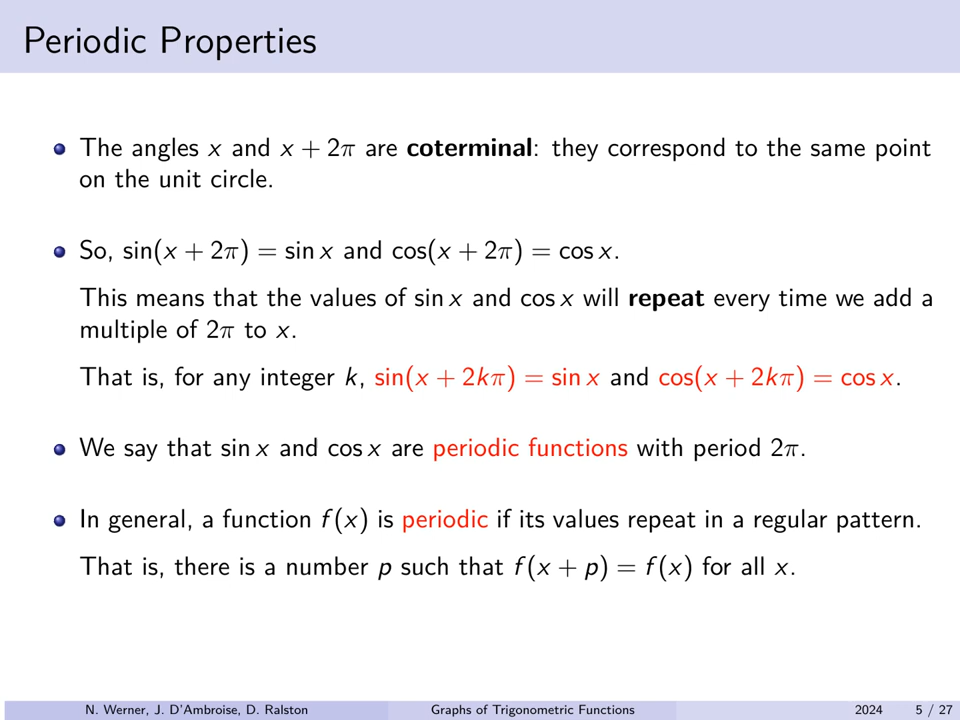 Periodic Properties
The angles x and x + 2π are coterminal: they correspond to the same point
on the unit circle.
So, sin(x + 2π) = sin x and cos(x + 2π) = cos x.
This means that the values of sin x and cos x will repeat every time we add a
multiple of 2π to x.
That is, for any integer k, sin(x + 2kπ) = sin x and cos(x + 2kπ) = cos x.
We say that sin x and cos x are periodic functions with period 2π.
In general, a function f(x) is periodic if its values repeat in a regular pattern.
That is, there is a number p such that f(x + p) = f(x) for all x.
N. Werner, J. D'Ambroise, D. Ralston Graphs of Trigonometric Functions 2024 5 / 27